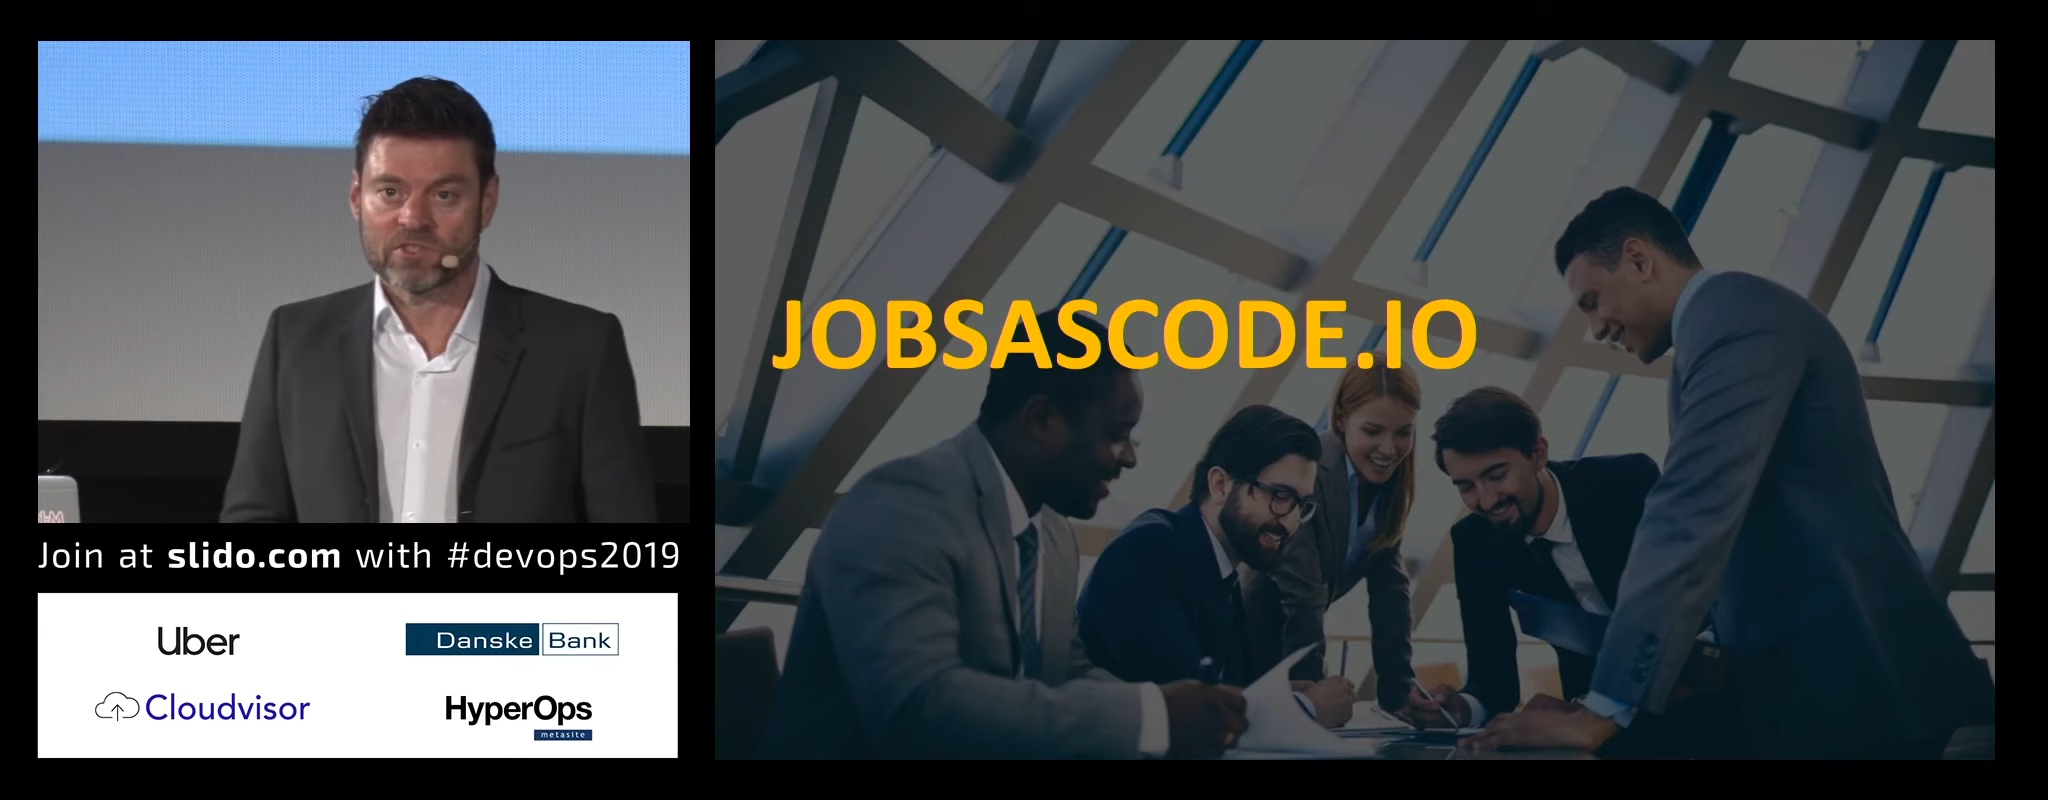 JOBSASCODE.IO
Join at slido.com with #devops2019
Uber
Danske Bank
Cloudvisor
HyperOps
metasite